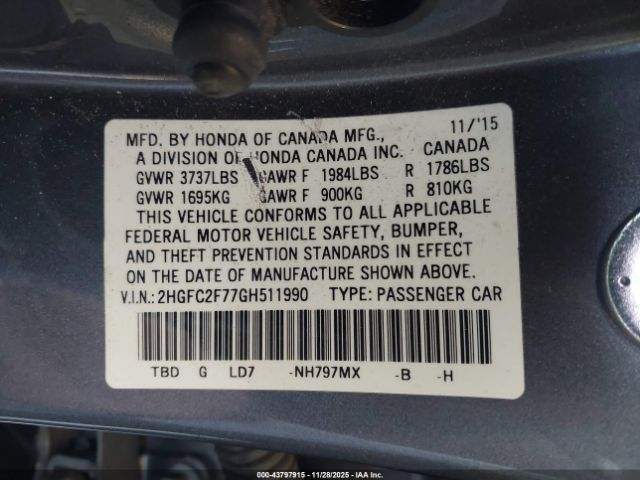 11/'15
MFD. BY HONDA OF CANADA MFG., CANADA
A DIVISION OF HONDA CANADA INC.
GVWR 3737LBS GAWR F 1984LBS R 1786LBS
GVWR 1695KG GAWR F 900KG R 810KG
THIS VEHICLE CONFORMS TO ALL APPLICABLE
FEDERAL MOTOR VEHICLE SAFETY, BUMPER,
AND THEFT PREVENTION STANDARDS IN EFFECT
ON THE DATE OF MANUFACTURE SHOWN ABOVE.
V.I.N.: 2HGFC2F77GH511990 TYPE: PASSENGER CAR
TBD G LD7 -NH797MX -B -H
000-43797915 - 11/28/2025 - IAA Inc.